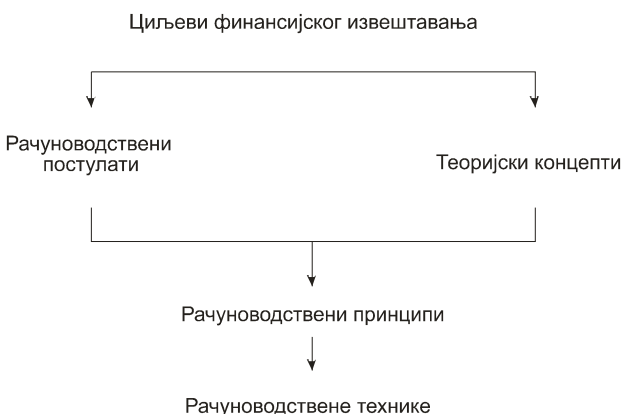 Циљеви финансијског извештавања
Рачуноводствени
постулати
Теоријски концепти
Рачуноводствени принципи
Рачуноводствене технике